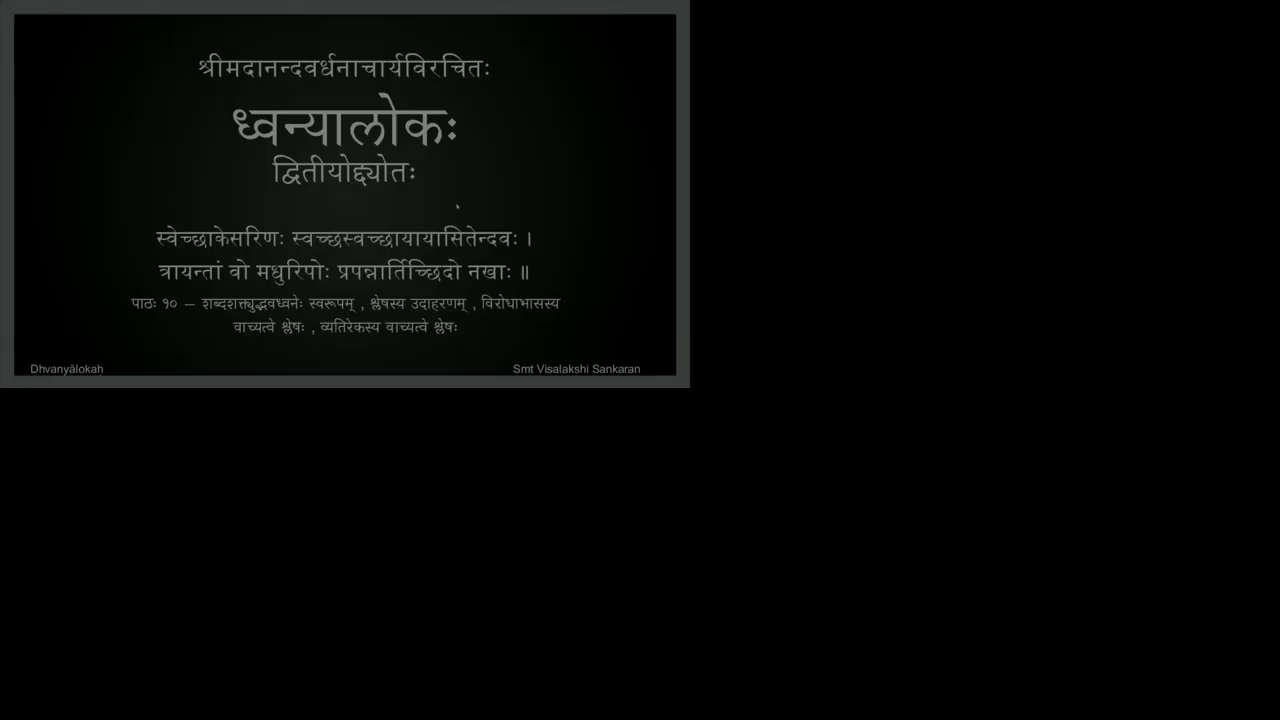 श्रीमदानन्दवर्धनाचार्यविरचितः
ध्वन्यालोकः
द्वितीयोद्द्योतः
स्वेच्छाकेसरिणः स्वच्छस्वच्छायायासितेन्दवः ।
त्रायन्तां वो मधुरिपोः प्रपन्नार्तिच्छिदो नखाः ॥
पाठः १० – शब्दशक्त्युद्भवध्वनेः स्वरूपम् , श्लेषस्य उदाहरणम् , विरोधाभासस्य
वाच्यत्वे श्लेषः , व्यतिरेकस्य वाच्यत्वे श्लेषः
Dhvanyālokaḥ
Smt Visalakshi Sankaran